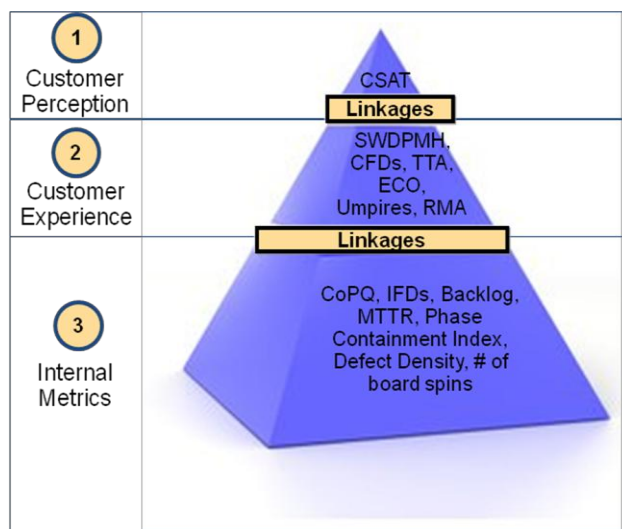 1
Customer
Perception
CSAT
Linkages
2
Customer
Experience
SWDPMH,
CFDs, TTA,
ECO,
Umpires, RMA
Linkages
3
Internal
Metrics
CoPQ, IFDs, Backlog,
MTTR, Phase
Containment Index,
Defect Density, # of
board spins